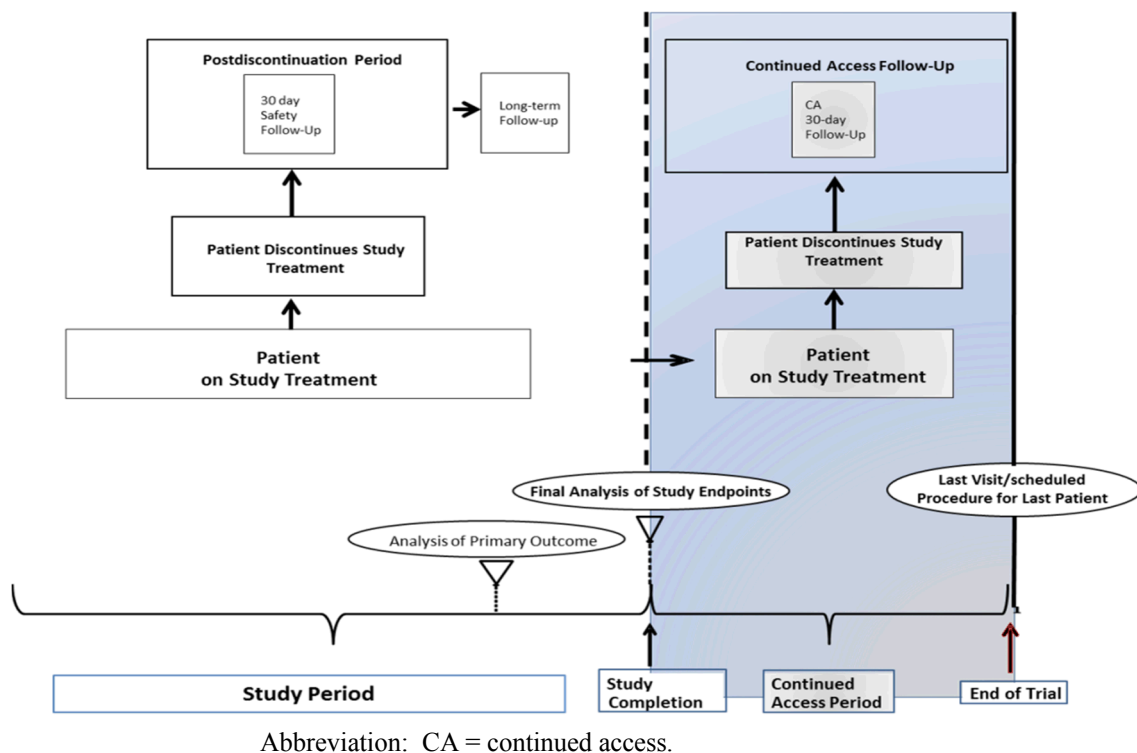 Postdiscontinuation Period
30 day
Safety
Follow-Up
Long-term
Follow-up
Patient Discontinues Study
Treatment
Patient
on Study Treatment
Continued Access Follow-Up
CA
30-day
Follow-Up
Patient Discontinues Study
Treatment
Patient
on Study Treatment
Final Analysis of Study Endpoints
Last Visit/scheduled
Procedure for Last Patient
Analysis of Primary Outcome
Study Period
Study
Completion
Continued
Access Period
End of Trial
Abbreviation: CA = continued access.